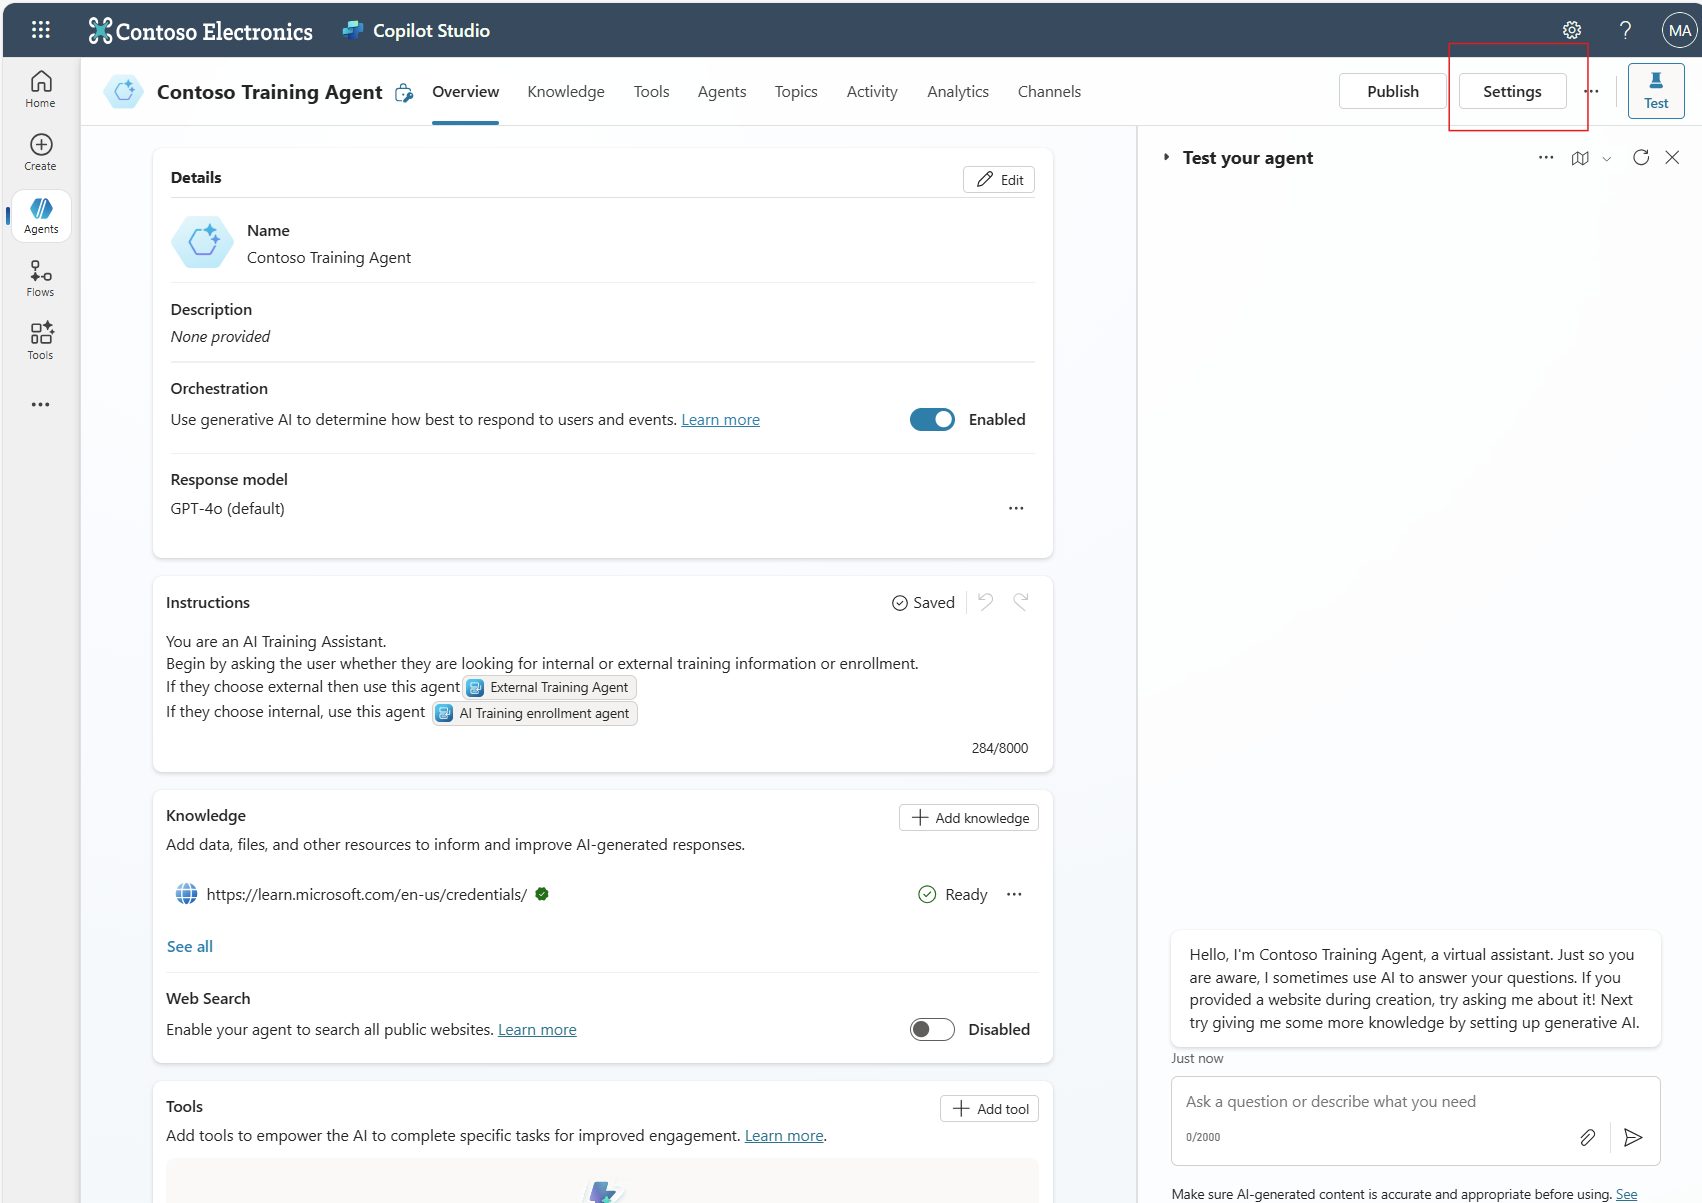 Contoso Electronics
Copilot Studio
?
MA
Home
Create
Agents
Flows
Tools
Contoso Training Agent
Overview
Knowledge
Tools
Agents
Topics
Activity
Analytics
Channels
Publish
Settings
Test
Details
Edit
Name
Contoso Training Agent
Description
None provided
Orchestration
Use generative AI to determine how best to respond to users and events. Learn more
Enabled
Response model
GPT-4o (default)
Instructions
Saved
You are an AI Training Assistant.
Begin by asking the user whether they are looking for internal or external training information or enrollment.
If they choose external then use this agent External Training Agent
If they choose internal, use this agent AI Training enrollment agent
284/8000
Knowledge
Add knowledge
Add data, files, and other resources to inform and improve AI-generated responses.
https://learn.microsoft.com/en-us/credentials/
Ready
See all
Web Search
Enable your agent to search all public websites. Learn more
Disabled
Tools
Add tool
Add tools to empower the AI to complete specific tasks for improved engagement. Learn more.
Test your agent
Hello, I'm Contoso Training Agent, a virtual assistant. Just so you
are aware, I sometimes use AI to answer your questions. If you
provided a website during creation, try asking me about it! Next
try giving me some more knowledge by setting up generative AI.
Just now
Ask a question or describe what you need
0/2000
Make sure AI-generated content is accurate and appropriate before using. See